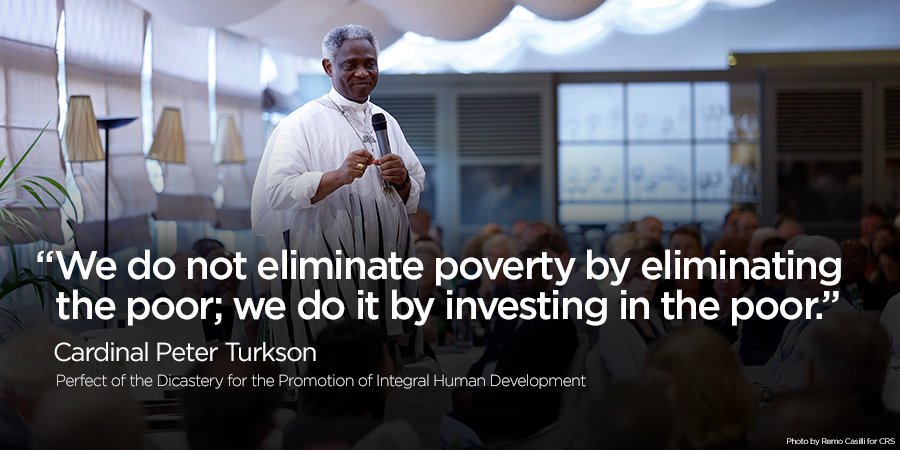 “We do not eliminate poverty by eliminating
the poor; we do it by investing in the poor.”
Cardinal Peter Turkson
Perfect of the Dicastery for the Promotion of Integral Human Development
Photo by Remo Casilli for CRS